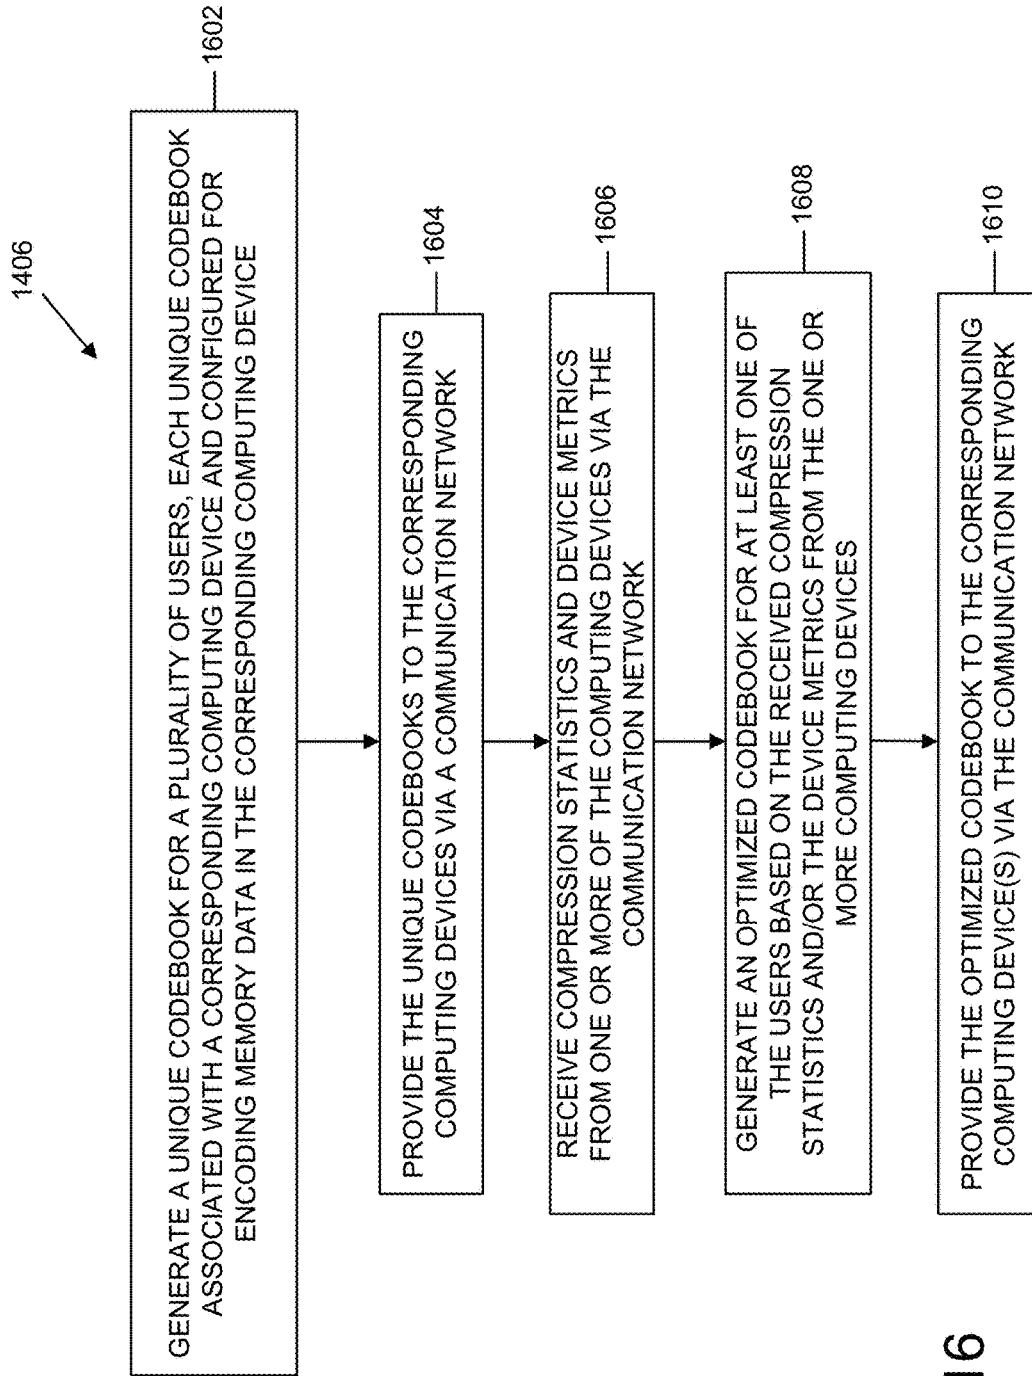 1406
GENERATE A UNIQUE CODEBOOK FOR A PLURALITY OF USERS, EACH UNIQUE CODEBOOK
ASSOCIATED WITH A CORRESPONDING COMPUTING DEVICE AND CONFIGURED FOR
ENCODING MEMORY DATA IN THE CORRESPONDING COMPUTING DEVICE
1602
PROVIDE THE UNIQUE CODEBOOKS TO THE CORRESPONDING
COMPUTING DEVICES VIA A COMMUNICATION NETWORK
1604
RECEIVE COMPRESSION STATISTICS AND DEVICE METRICS
FROM ONE OR MORE OF THE COMPUTING DEVICES VIA THE
COMMUNICATION NETWORK
1606
GENERATE AN OPTIMIZED CODEBOOK FOR AT LEAST ONE OF
THE USERS BASED ON THE RECEIVED COMPRESSION
STATISTICS AND/OR THE DEVICE METRICS FROM THE ONE OR
MORE COMPUTING DEVICES
1608
PROVIDE THE OPTIMIZED CODEBOOK TO THE CORRESPONDING
COMPUTING DEVICE(S) VIA THE COMMUNICATION NETWORK
1610